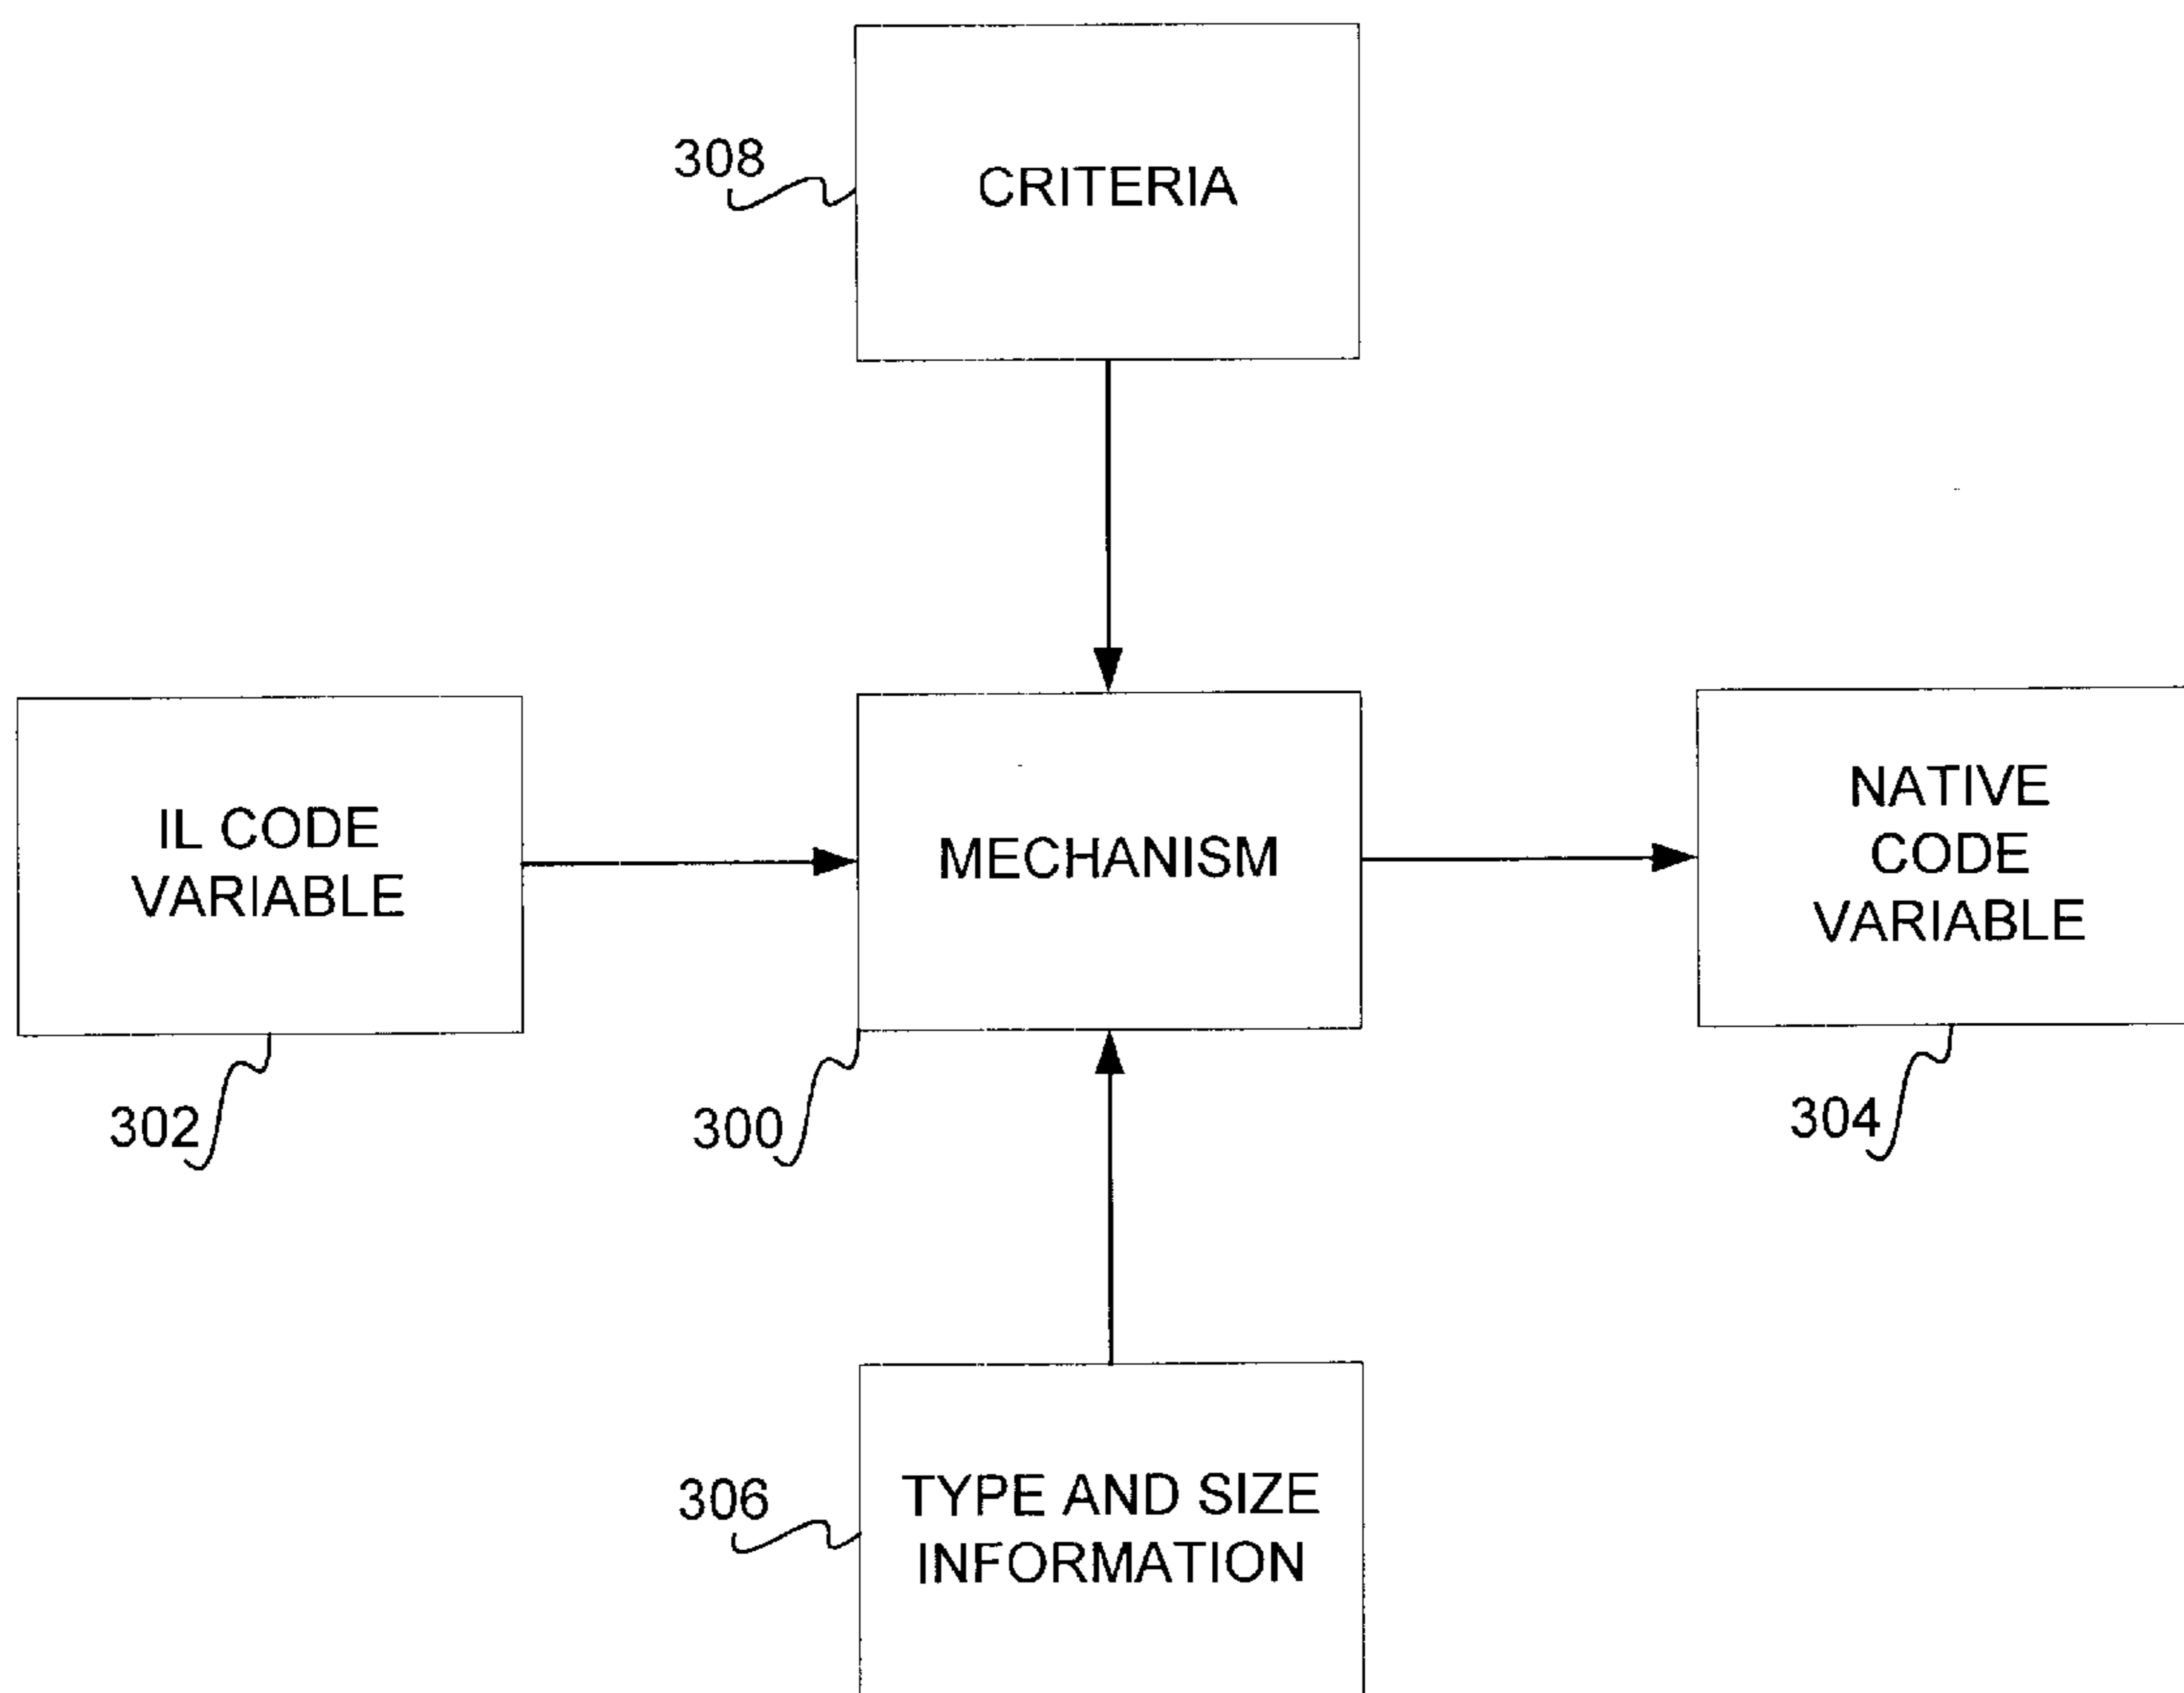 308
CRITERIA
IL CODE
VARIABLE
MECHANISM
NATIVE
CODE
VARIABLE
302
300
304
306
TYPE AND SIZE
INFORMATION